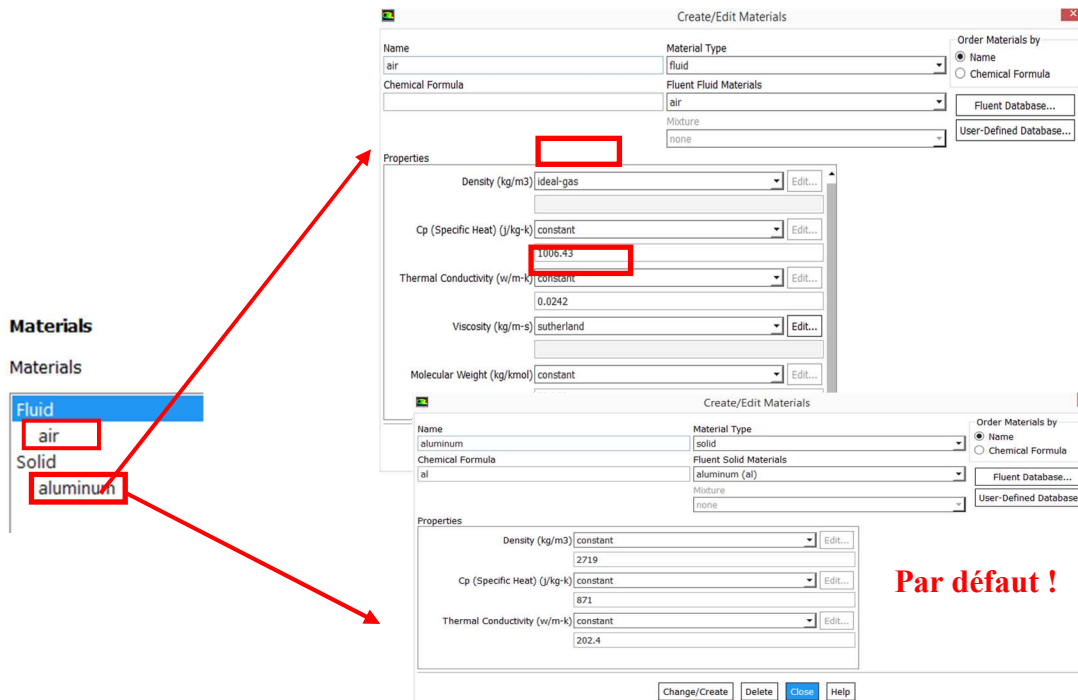 Create/Edit Materials
Name
air
Material Type
fluid
Order Materials by
Name
Chemical Formula
Chemical Formula
Fluent Fluid Materials
air
Fluent Database...
Mixture
none
User-Defined Database...
Properties
Density (kg/m3) ideal-gas Edit...
Cp (Specific Heat) (j/kg-k) constant Edit...
1006.43
Thermal Conductivity (w/m-k) constant Edit...
0.0242
Viscosity (kg/m-s) sutherland Edit...
Molecular Weight (kg/kmol) constant Edit...
Materials
Materials
Fluid
air
Solid
aluminum
Create/Edit Materials
Name
aluminum
Material Type
solid
Order Materials by
Name
Chemical Formula
Chemical Formula
al
Fluent Solid Materials
aluminum (al)
Fluent Database...
Mixture
none
User-Defined Database
Properties
Density (kg/m3) constant Edit...
2719
Cp (Specific Heat) (j/kg-k) constant Edit...
871
Thermal Conductivity (w/m-k) constant Edit...
202.4
Par défaut !
Change/Create Delete Close Help